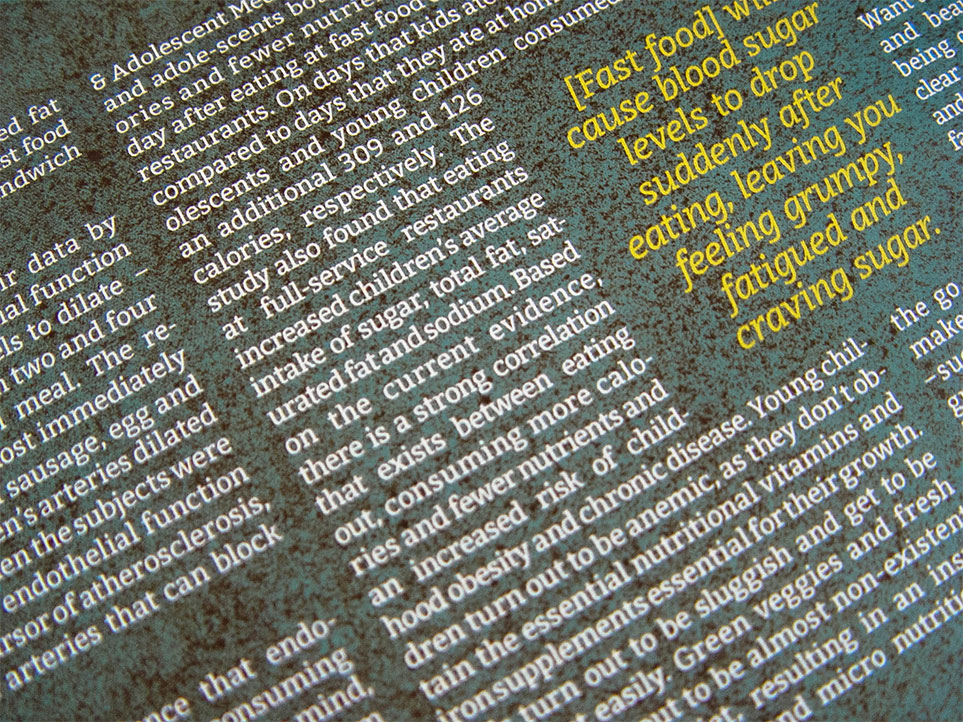 ed fat
st food
ndwich
r data by
nal function
ls to dilate –
n two and four
meal. The re-
ost immediately
sausage, egg and
en's arteries dilated
en the subjects were
endothelial function
rsor of atherosclerosis,
arteries that can block
nce that endo-
onsuming
mind,
& Adolescent Me
and adole-scents bo
ories and fewer nutrie
day after eating at fast food
restaurants. On days that kids ate
compared to days that they ate at hom
olescents and young children consumed
an additional 309 and 126
calories, respectively. The
study also found that eating
at full-service restaurants
increased children's average
intake of sugar, total fat, sat-
urated fat and sodium. Based
on the current evidence,
there is a strong correlation
that exists between eating
out, consuming more calo-
ries and fewer nutrients and
an increased risk of child-
hood obesity and chronic disease. Young chil-
dren turn out to be anemic, as they don't ob-
tain the essential nutritional vitamins and
iron supplements essential for their growth.
turn out to be sluggish and get to be
easily. Green veggies and fresh
out to be almost non-existen
resulting in an ins
d micro nutriti
[Fast food] wi
cause blood sugar
levels to drop
suddenly after
eating, leaving you
feeling grumpy,
fatigued and
craving sugar.
Want
and bea
being
clear
and
fa
the go
make
– su
g